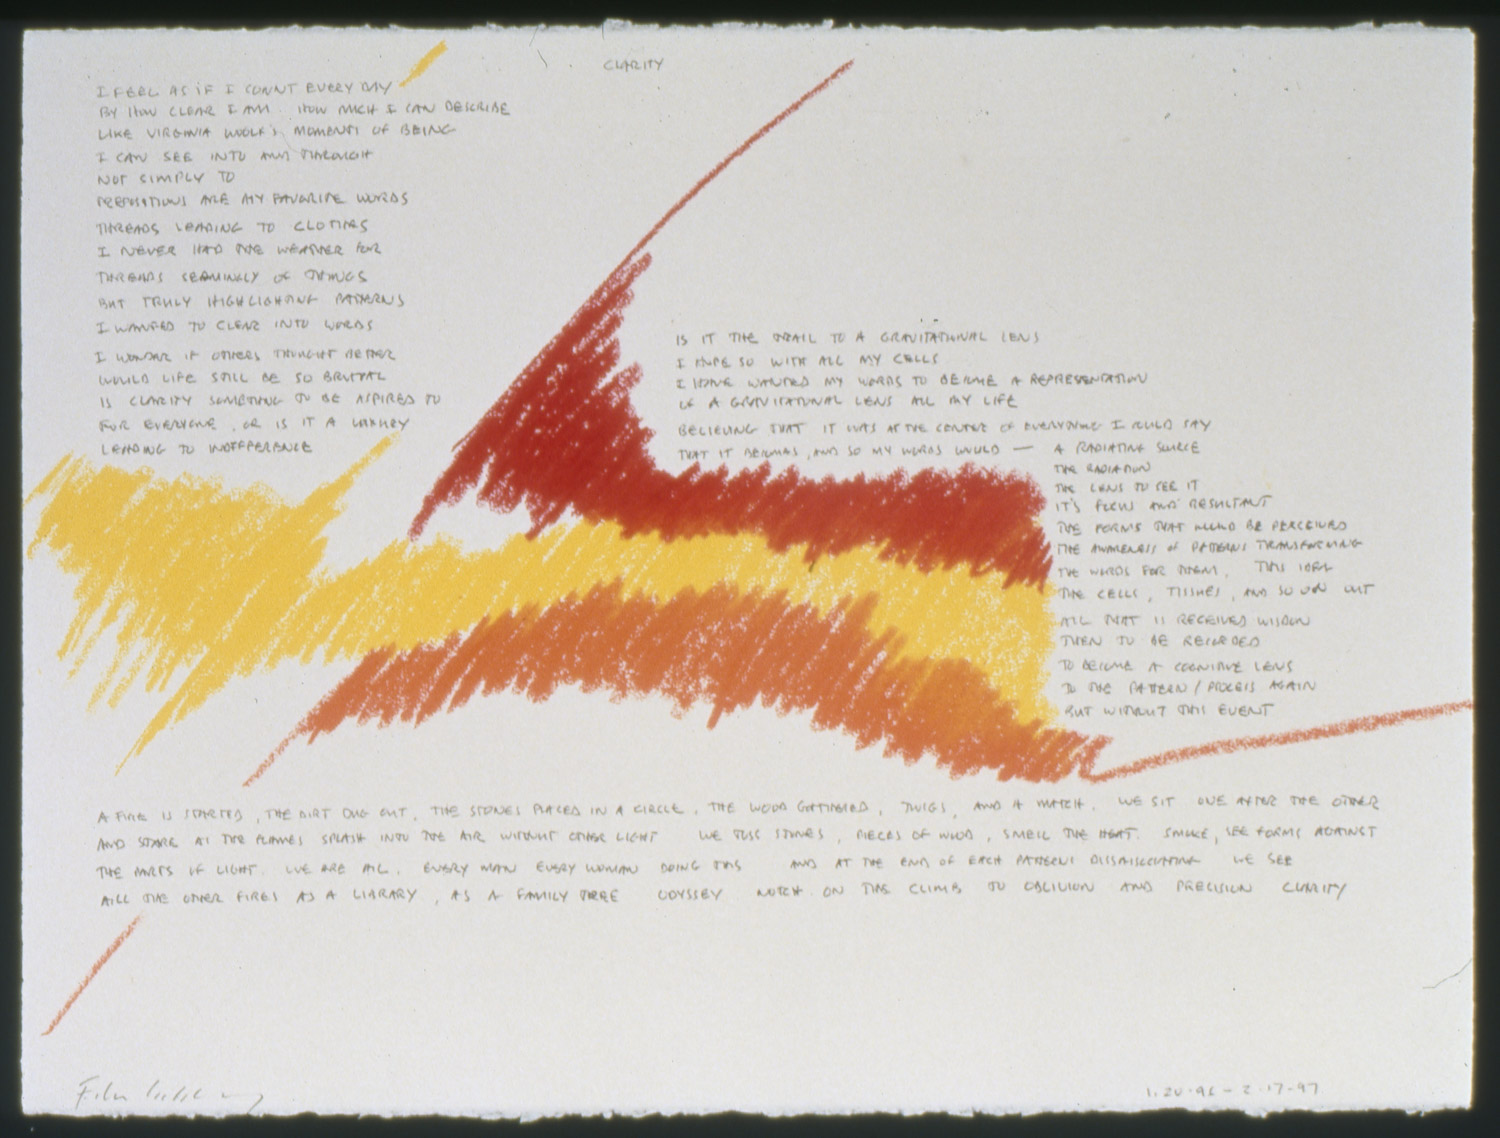 CLARITY
I FEEL AS IF I COUNT EVERY DAY
BY HOW CLEAR I AM. HOW MUCH I CAN DESCRIBE
LIKE VIRGINIA WOOLF'S MOMENTS OF BEING
I CAN SEE INTO AND THROUGH
NOT SIMPLY TO
PREPOSITIONS ARE MY FAVORITE WORDS
THREADS LEADING TO CLOTHES
I NEVER HAD THE WEATHER FOR
THREADS SEEMINGLY OF THINGS
BUT TRULY HIGHLIGHTING PATTERNS
I WANTED TO CLEAR INTO WORDS
I WONDER IF OTHERS THOUGHT BETTER
WOULD LIFE STILL BE SO BRUTAL
IS CLARITY SOMETHING TO BE ASPIRED TO
FOR EVERYONE, OR IS IT A LUXURY
LEADING TO INDIFFERENCE
IS IT THE TRAIL TO A GRAVITATIONAL LENS
I HOPE SO WITH ALL MY CELLS
I HAVE WANTED MY WORDS TO BECOME A REPRESENTATION
OF A GRAVITATIONAL LENS ALL MY LIFE
BELIEVING THAT IT WAS AT THE CENTER OF EVERYTHING I COULD SAY
THAT IT BECOMES, AND SO MY WORDS WOULD — A RADIATING SOURCE
THE RADIATION
THE LENS TO SEE IT
IT'S FLOW AND RESULTANT
THE FORMS THAT WOULD BE PERCEIVED
THE AWARENESS OF PATTERNS TRANSFORMING
THE WORDS FOR THEM, THIS IDEA
THE CELLS, TISSUES, AND SO ON OUT
ALL THAT IS RECEIVED WISDOM
THEN TO BE RECORDED
TO BECOME A COGNITIVE LENS
TO THE PATTERN / PROCESS AGAIN
BUT WITHOUT THIS EVENT
A FIRE IS STARTED, THE DIRT DUG OUT, THE STONES PLACED IN A CIRCLE, THE WOOD GATHERED, TWIGS, AND A MATCH. WE SIT ONE AFTER THE OTHER
AND STARE AT THE FLAMES SPLASH INTO THE AIR WITHOUT OTHER LIGHT WE TOSS STONES, PIECES OF WOOD, SMELL THE HEAT. SMOKE, SEE FORMS AGAINST
THE PARTS OF LIGHT. WE ARE ALL. EVERY MAN EVERY WOMAN DOING THIS AND AT THE END OF EACH PATTERNS WE SEE
ALL THE OTHER FIRES AS A LIBRARY, AS A FAMILY TREE ODYSSEY NOTCH ON THE CLIMB TO OBLIVION AND PRECISION CLARITY
1.20.96 - 2.17.97